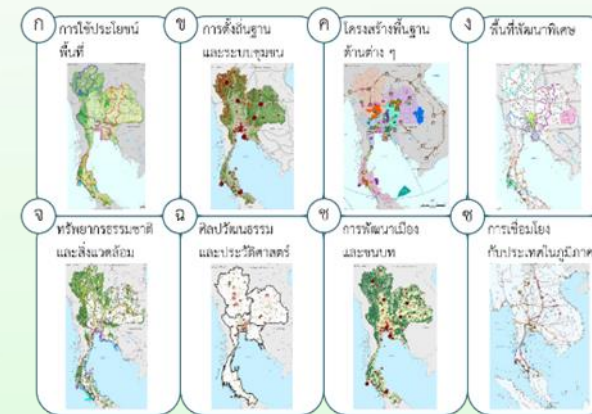 ก
การใช้ประโยชน์
พื้นที่
ข
การตั้งถิ่นฐาน
และระบบชุมชน
ค
โครงสร้างพื้นฐาน
ด้านต่าง ๆ
ง
พื้นที่พัฒนาพิเศษ
จ
ทรัพยากรธรรมชาติ
และสิ่งแวดล้อม
ฉ
ศิลปวัฒนธรรม
และประวัติศาสตร์
ช
การพัฒนาเมือง
และชนบท
ซ
การเชื่อมโยง
กับประเทศในภูมิภาค